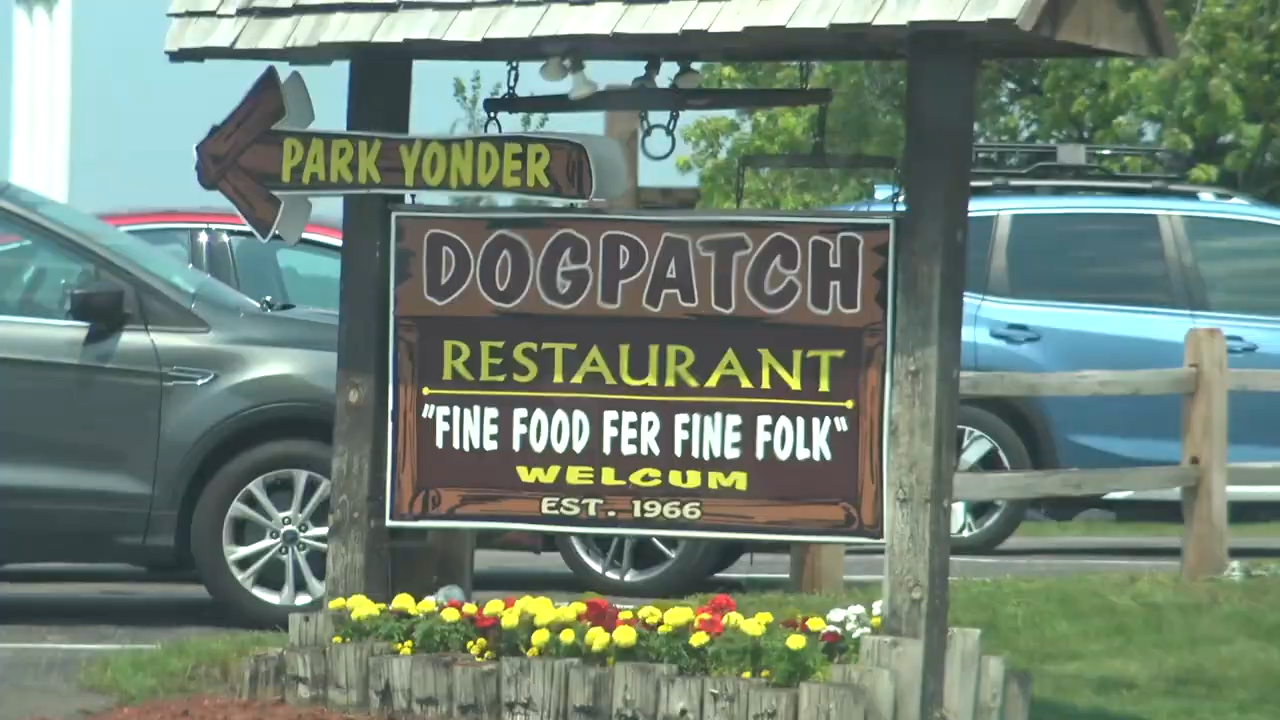 PARK YONDER
DOGPATCH
RESTAURANT
"FINE FOOD FER FINE FOLK"
WELCUM
EST. 1966